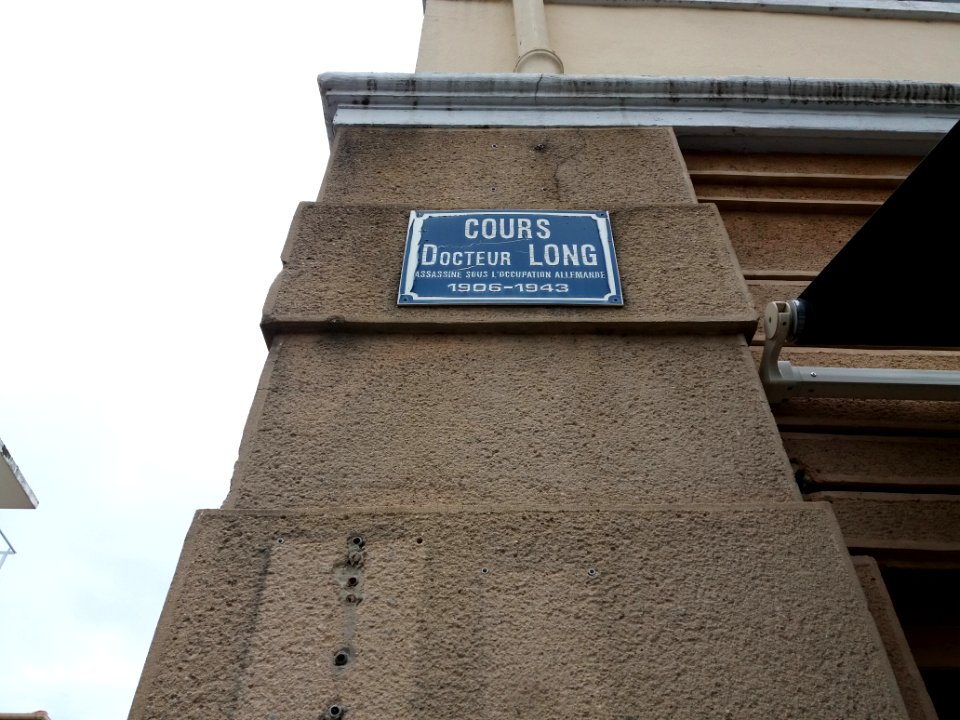 COURS
DOCTEUR LONG
ASSASSINE SOUS L'OCCUPATION ALLEMANDE
1906-1943